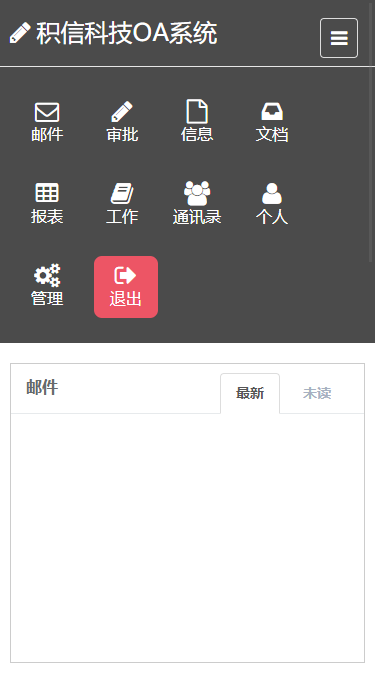 积信科技OA系统
邮件 审批 信息 文档
报表 工作 通讯录 个人
管理 退出
邮件 最新 未读